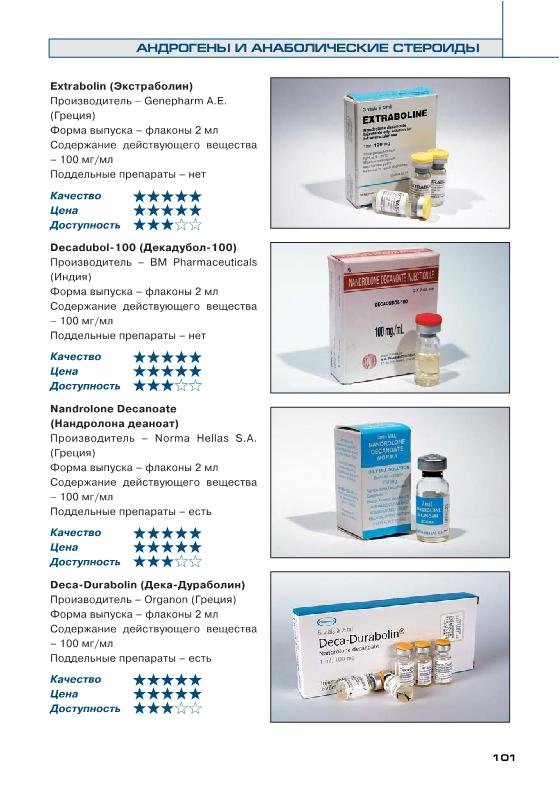 АНДРОГЕНЫ И АНАБОЛИЧЕСКИЕ СТЕРОИДЫ
Extrabolin (Экстраболин)
Производитель – Genepharm A.E.
(Греция)
Форма выпуска – флаконы 2 мл
Содержание действующего вещества
– 100 мг/мл
Поддельные препараты – нет
Качество ★★★★★
Цена ★★★★★
Доступность ★★★☆☆
EXTRABOLINE
Decadubol-100 (Декадубол-100)
Производитель – BM Pharmaceuticals
(Индия)
Форма выпуска – флаконы 2 мл
Содержание действующего вещества
– 100 мг/мл
Поддельные препараты – нет
Качество ★★★★★
Цена ★★★★★
Доступность ★★★☆☆
NANDROLONE DECANOATE INJECTION I.P.
DECADUBOL-100
100 mg./mL
Nandrolone Decanoate
(Нандролона деаноат)
Производитель – Norma Hellas S.A.
(Греция)
Форма выпуска – флаконы 2 мл
Содержание действующего вещества
– 100 мг/мл
Поддельные препараты – есть
Качество ★★★★★
Цена ★★★★★
Доступность ★★★☆☆
NANDROLONE
DECANOATE
Deca-Durabolin (Дека-Дураболин)
Производитель – Organon (Греция)
Форма выпуска – флаконы 2 мл
Содержание действующего вещества
– 100 мг/мл
Поддельные препараты – есть
Качество ★★★★★
Цена ★★★★★
Доступность ★★★☆☆
Deca-Durabolin®
Nandrolone decanoate
101